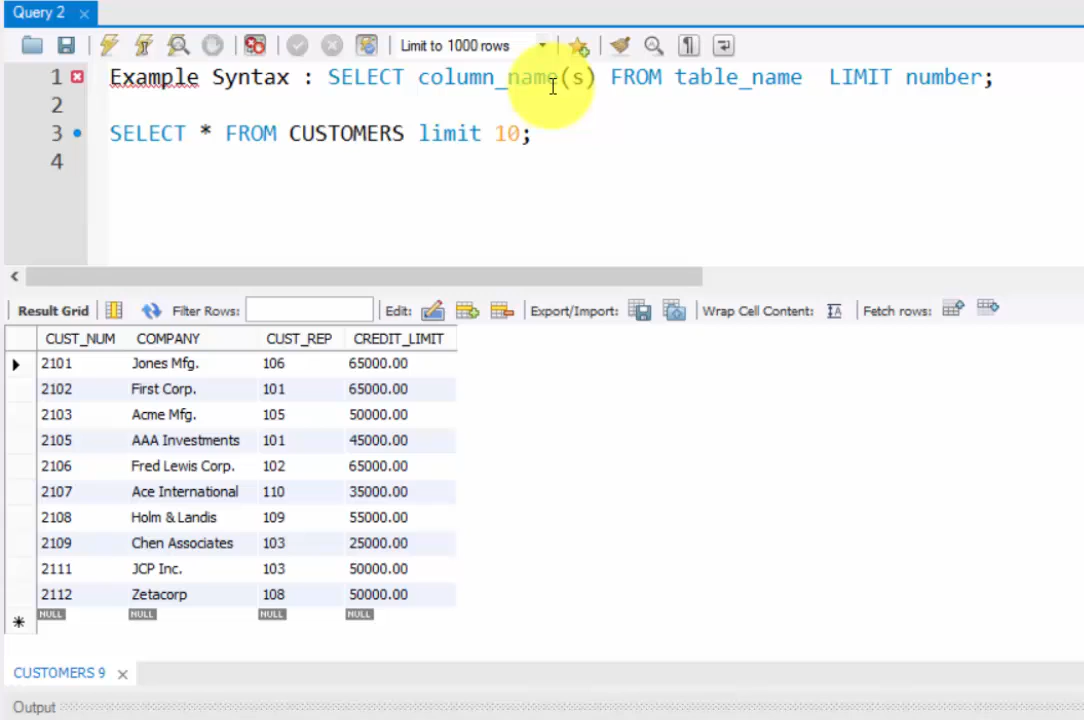 Query 2
Limit to 1000 rows
1 Example Syntax : SELECT column_name(s) FROM table_name LIMIT number;
2
3 SELECT * FROM CUSTOMERS limit 10;
4
Result Grid Filter Rows: Edit: Export/Import: Wrap Cell Content: IA Fetch rows:
CUST_NUM COMPANY CUST_REP CREDIT_LIMIT
2101 Jones Mfg. 106 65000.00
2102 First Corp. 101 65000.00
2103 Acme Mfg. 105 50000.00
2105 AAA Investments 101 45000.00
2106 Fred Lewis Corp. 102 65000.00
2107 Ace International 110 35000.00
2108 Holm & Landis 109 55000.00
2109 Chen Associates 103 25000.00
2111 JCP Inc. 103 50000.00
2112 Zetacorp 108 50000.00
NULL NULL NULL NULL
CUSTOMERS 9
Output